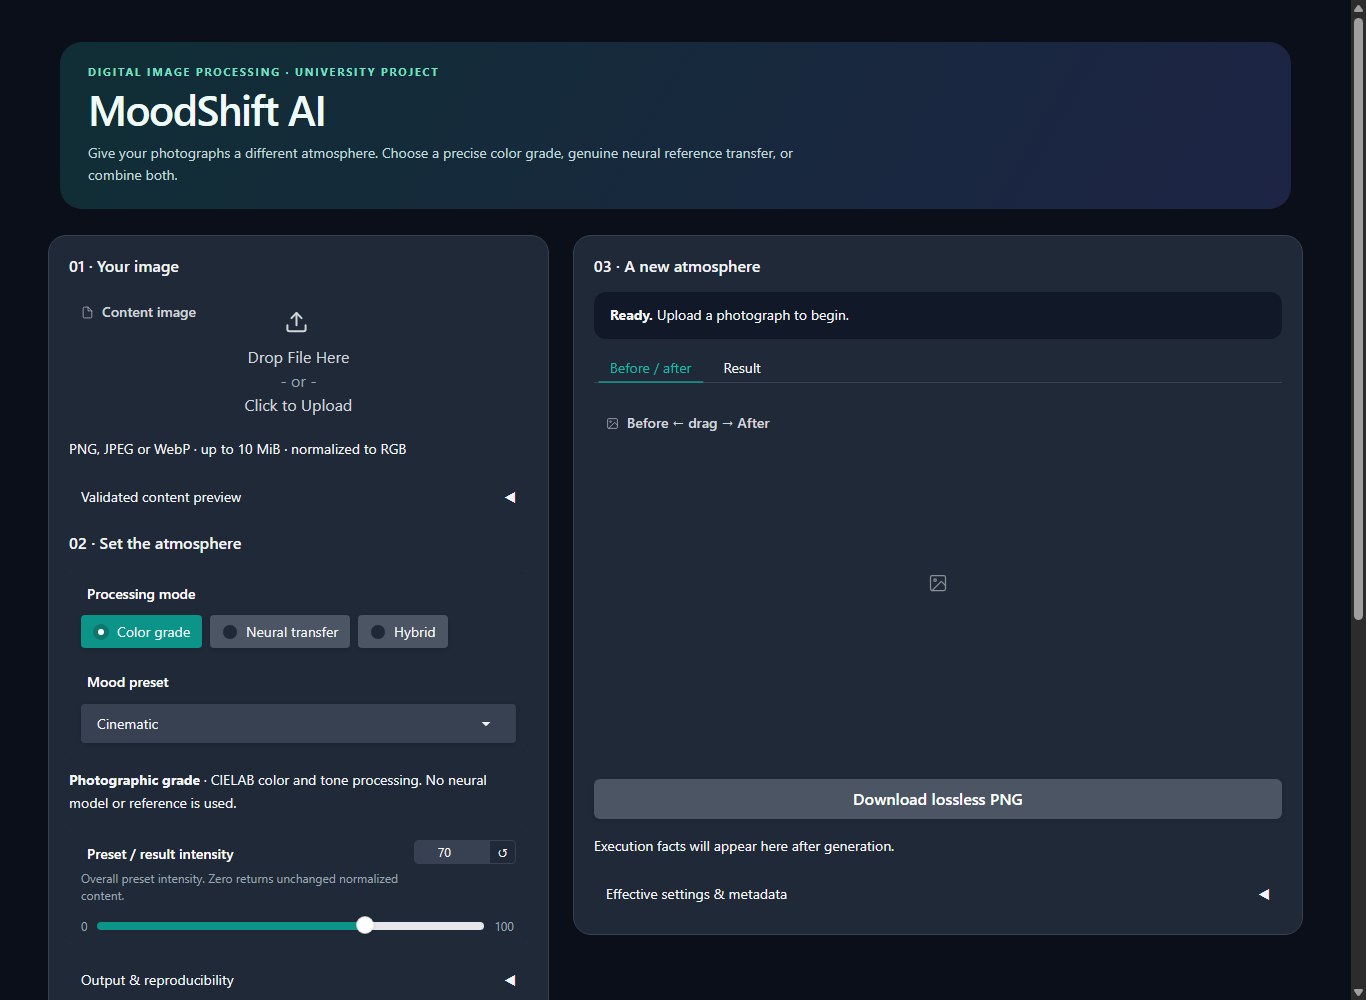 DIGITAL IMAGE PROCESSING · UNIVERSITY PROJECT
MoodShift AI
Give your photographs a different atmosphere. Choose a precise color grade, genuine neural reference transfer, or
combine both.
01 · Your image
Content image
Drop File Here
- or -
Click to Upload
PNG, JPEG or WebP · up to 10 MiB · normalized to RGB
Validated content preview
02 · Set the atmosphere
Processing mode
Color grade
Neural transfer
Hybrid
Mood preset
Cinematic
Photographic grade · CIELAB color and tone processing. No neural
model or reference is used.
Preset / result intensity
70
Overall preset intensity. Zero returns unchanged normalized
content.
0
100
Output & reproducibility
03 · A new atmosphere
Ready. Upload a photograph to begin.
Before / after
Result
Before ← drag → After
Download lossless PNG
Execution facts will appear here after generation.
Effective settings & metadata